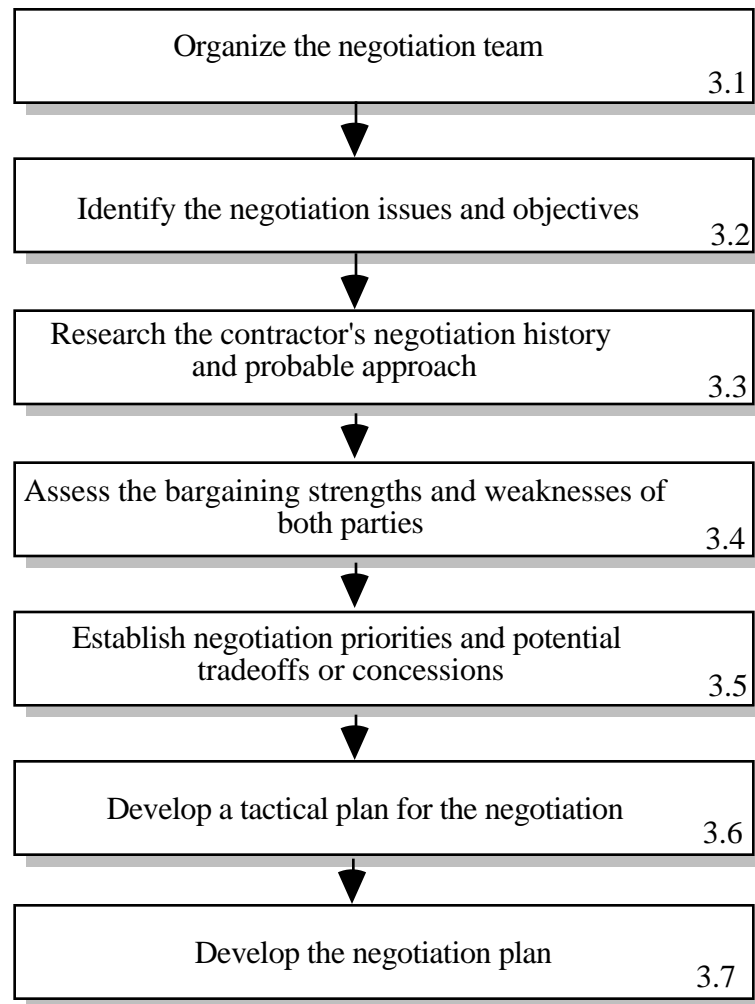 Organize the negotiation team
3.1
Identify the negotiation issues and objectives
3.2
Research the contractor's negotiation history
and probable approach
3.3
Assess the bargaining strengths and weaknesses of
both parties
3.4
Establish negotiation priorities and potential
tradeoffs or concessions
3.5
Develop a tactical plan for the negotiation
3.6
Develop the negotiation plan
3.7